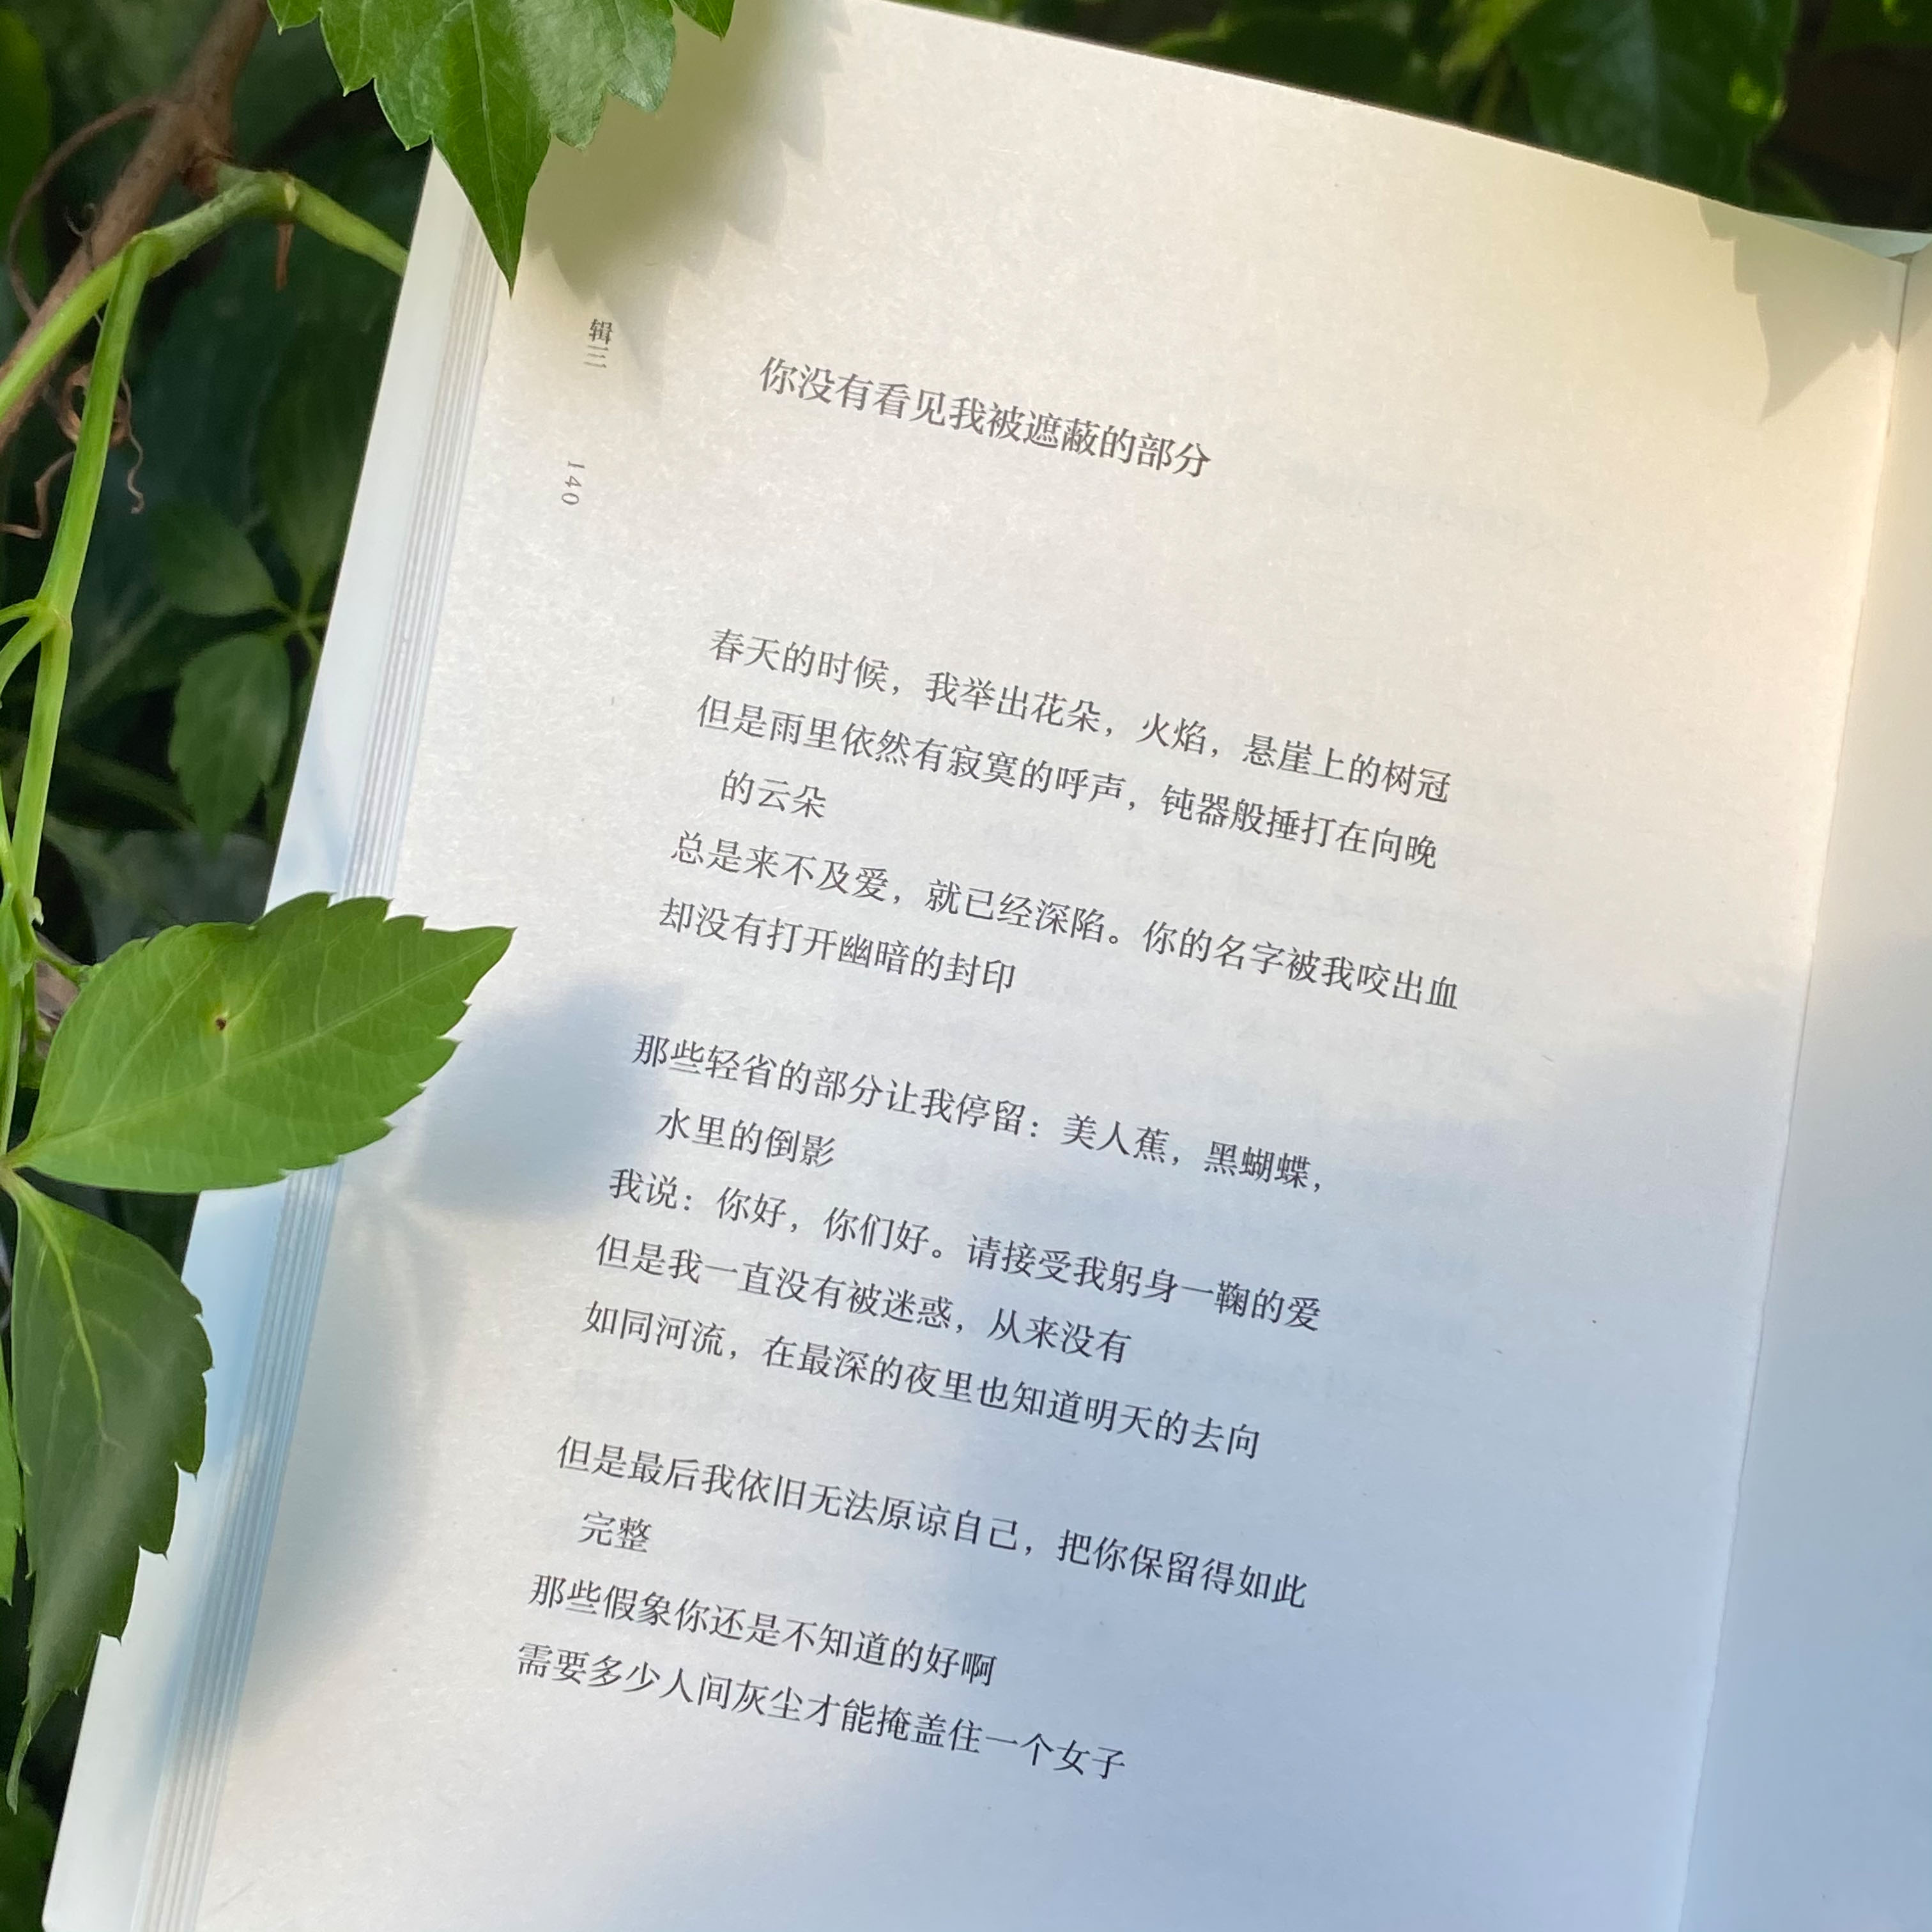 辑三
140
你没有看见我被遮蔽的部分
春天的时候，我举出花朵，火焰，悬崖上的树冠
但是雨里依然有寂寞的呼声，钝器般捶打在向晚
的云朵
总是来不及爱，就已经深陷。你的名字被我咬出血
却没有打开幽暗的封印
那些轻省的部分让我停留：美人蕉，黑蝴蝶，
水里的倒影
我说：你好，你们好。请接受我躬身一鞠的爱
但是我一直没有被迷惑，从来没有
如同河流，在最深的夜里也知道明天的去向
但是最后我依旧无法原谅自己，把你保留得如此
完整
那些假象你还是不知道的好啊
需要多少人间灰尘才能掩盖住一个女子